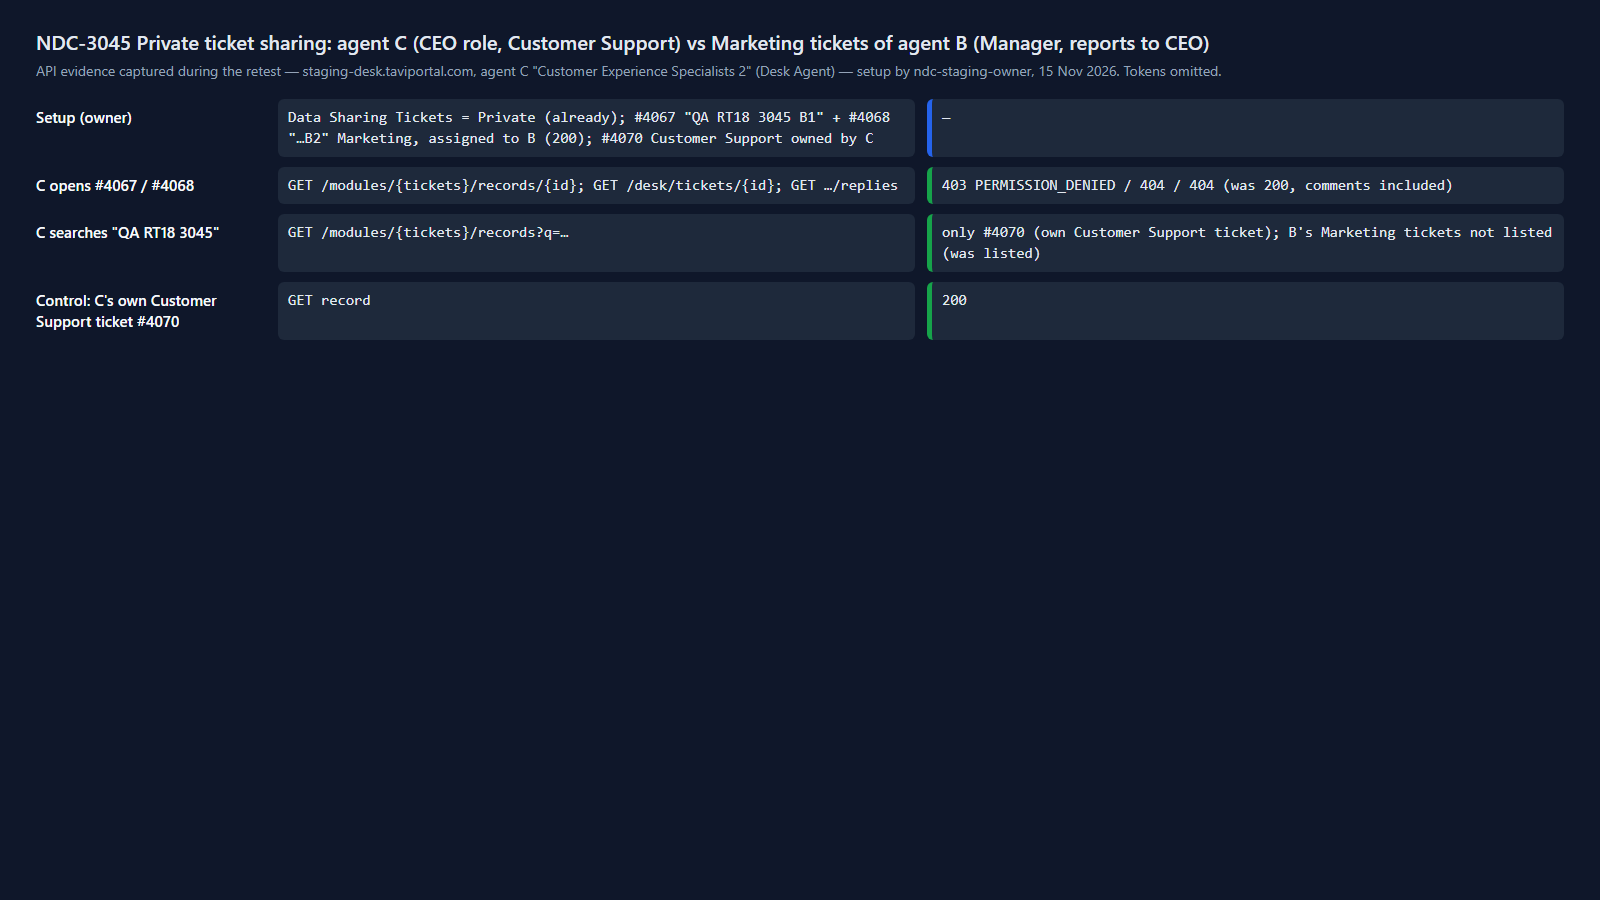 NDC-3045 Private ticket sharing: agent C (CEO role, Customer Support) vs Marketing tickets of agent B (Manager, reports to CEO)
API evidence captured during the retest — staging-desk.taviportal.com, agent C "Customer Experience Specialists 2" (Desk Agent) — setup by ndc-staging-owner, 15 Nov 2026. Tokens omitted.
Setup (owner)
Data Sharing Tickets = Private (already); #4067 "QA RT18 3045 B1" + #4068
"…B2" Marketing, assigned to B (200); #4070 Customer Support owned by C
—
C opens #4067 / #4068
GET /modules/{tickets}/records/{id}; GET /desk/tickets/{id}; GET …/replies
403 PERMISSION_DENIED / 404 / 404 (was 200, comments included)
C searches "QA RT18 3045"
GET /modules/{tickets}/records?q=…
only #4070 (own Customer Support ticket); B's Marketing tickets not listed
(was listed)
Control: C's own Customer
Support ticket #4070
GET record
200